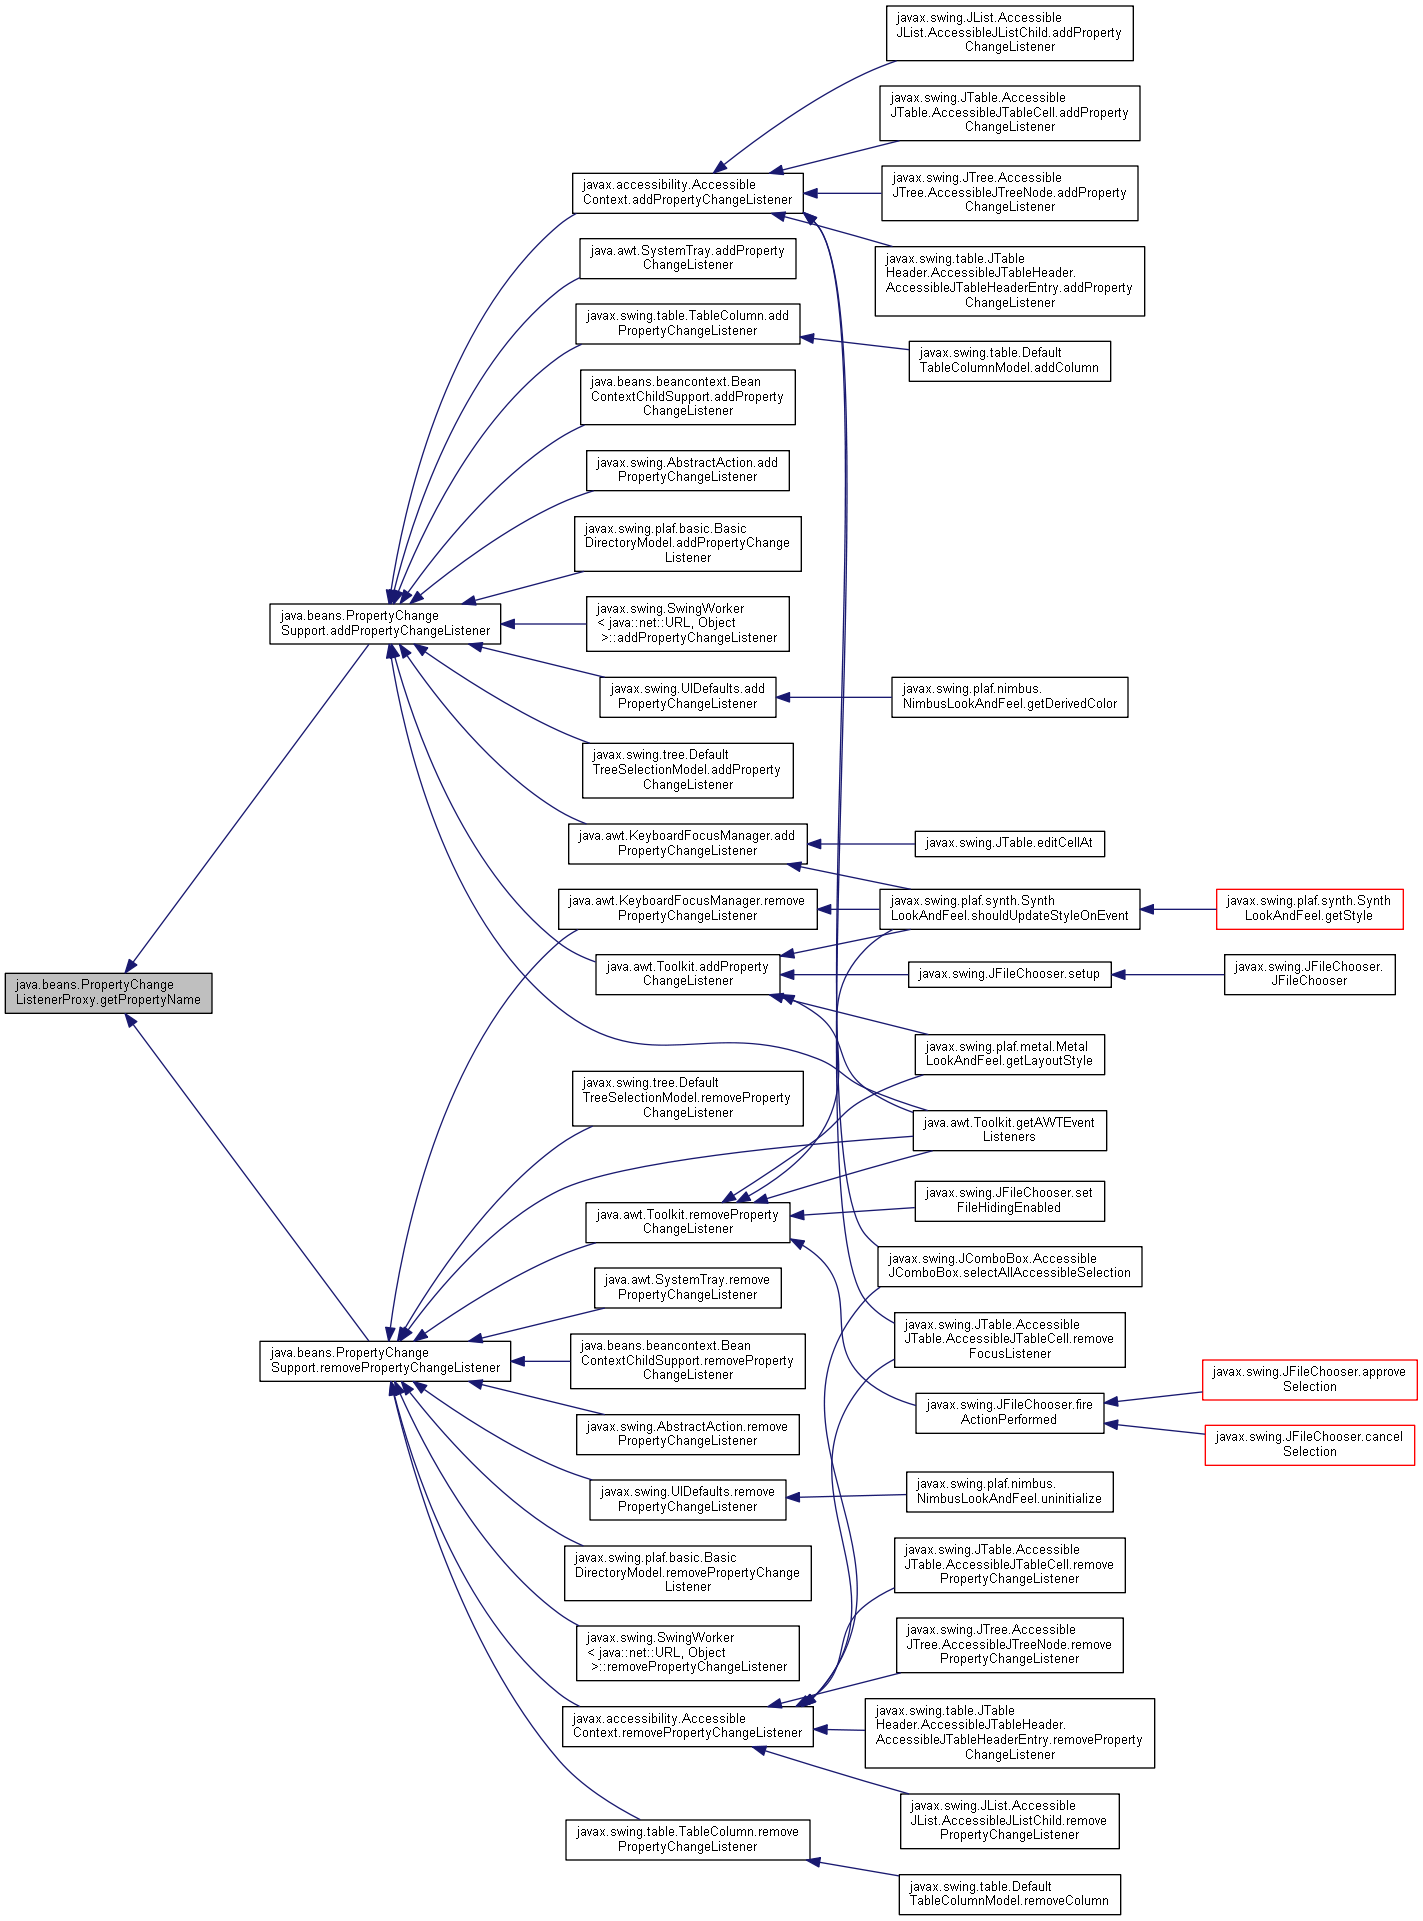 javax.swing.JList.Accessible
JList.AccessibleJListChild.addProperty
ChangeListener
javax.swing.JTable.Accessible
JTable.AccessibleJTableCell.addProperty
ChangeListener
javax.accessibility.Accessible
Context.addPropertyChangeListener
javax.swing.JTree.Accessible
JTree.AccessibleJTreeNode.addProperty
ChangeListener
java.awt.SystemTray.addProperty
ChangeListener
javax.swing.table.JTable
Header.AccessibleJTableHeader.
AccessibleJTableHeaderEntry.addProperty
ChangeListener
javax.swing.table.TableColumn.add
PropertyChangeListener
javax.swing.table.Default
TableColumnModel.addColumn
java.beans.beancontext.Bean
ContextChildSupport.addProperty
ChangeListener
javax.swing.AbstractAction.add
PropertyChangeListener
javax.swing.plaf.basic.Basic
DirectoryModel.addPropertyChange
Listener
java.beans.PropertyChange
Support.addPropertyChangeListener
javax.swing.SwingWorker
< java::net::URL, Object
>::addPropertyChangeListener
javax.swing.UIDefaults.add
PropertyChangeListener
javax.swing.plaf.nimbus.
NimbusLookAndFeel.getDerivedColor
javax.swing.tree.Default
TreeSelectionModel.addProperty
ChangeListener
java.awt.KeyboardFocusManager.add
PropertyChangeListener
javax.swing.JTable.editCellAt
java.awt.KeyboardFocusManager.remove
PropertyChangeListener
javax.swing.plaf.synth.Synth
LookAndFeel.shouldUpdateStyleOnEvent
javax.swing.plaf.synth.Synth
LookAndFeel.getStyle
java.beans.PropertyChange
ListenerProxy.getPropertyName
java.awt.Toolkit.addProperty
ChangeListener
javax.swing.JFileChooser.setup
javax.swing.JFileChooser.
JFileChooser
javax.swing.plaf.metal.Metal
LookAndFeel.getLayoutStyle
javax.swing.tree.Default
TreeSelectionModel.removeProperty
ChangeListener
java.awt.Toolkit.getAWTEvent
Listeners
java.awt.Toolkit.removeProperty
ChangeListener
javax.swing.JFileChooser.set
FileHidingEnabled
javax.swing.JComboBox.Accessible
JComboBox.selectAllAccessibleSelection
java.awt.SystemTray.remove
PropertyChangeListener
javax.swing.JTable.Accessible
JTable.AccessibleJTableCell.remove
FocusListener
java.beans.PropertyChange
Support.removePropertyChangeListener
java.beans.beancontext.Bean
ContextChildSupport.removeProperty
ChangeListener
javax.swing.JFileChooser.approve
Selection
javax.swing.JFileChooser.fire
ActionPerformed
javax.swing.AbstractAction.remove
PropertyChangeListener
javax.swing.JFileChooser.cancel
Selection
javax.swing.UIDefaults.remove
PropertyChangeListener
javax.swing.plaf.nimbus.
NimbusLookAndFeel.uninitialize
javax.swing.plaf.basic.Basic
DirectoryModel.removePropertyChange
Listener
javax.swing.JTable.Accessible
JTable.AccessibleJTableCell.remove
PropertyChangeListener
javax.swing.SwingWorker
< java::net::URL, Object
>::removePropertyChangeListener
javax.swing.JTree.Accessible
JTree.AccessibleJTreeNode.remove
PropertyChangeListener
javax.accessibility.Accessible
Context.removePropertyChangeListener
javax.swing.table.JTable
Header.AccessibleJTableHeader.
AccessibleJTableHeaderEntry.removeProperty
ChangeListener
javax.swing.JList.Accessible
JList.AccessibleJListChild.remove
PropertyChangeListener
javax.swing.table.TableColumn.remove
PropertyChangeListener
javax.swing.table.Default
TableColumnModel.removeColumn